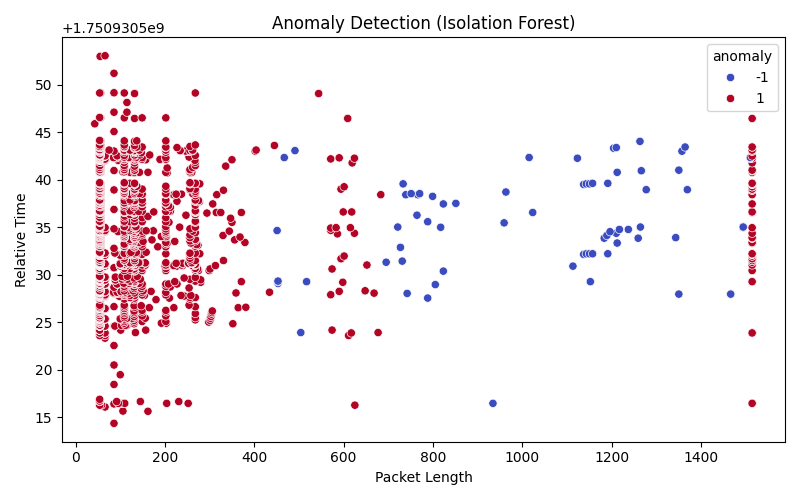 Anomaly Detection (Isolation Forest)
+1.7509305e9
anomaly
-1
1
50
45
40
35
30
25
20
15
Relative Time
0 200 400 600 800 1000 1200 1400
Packet Length